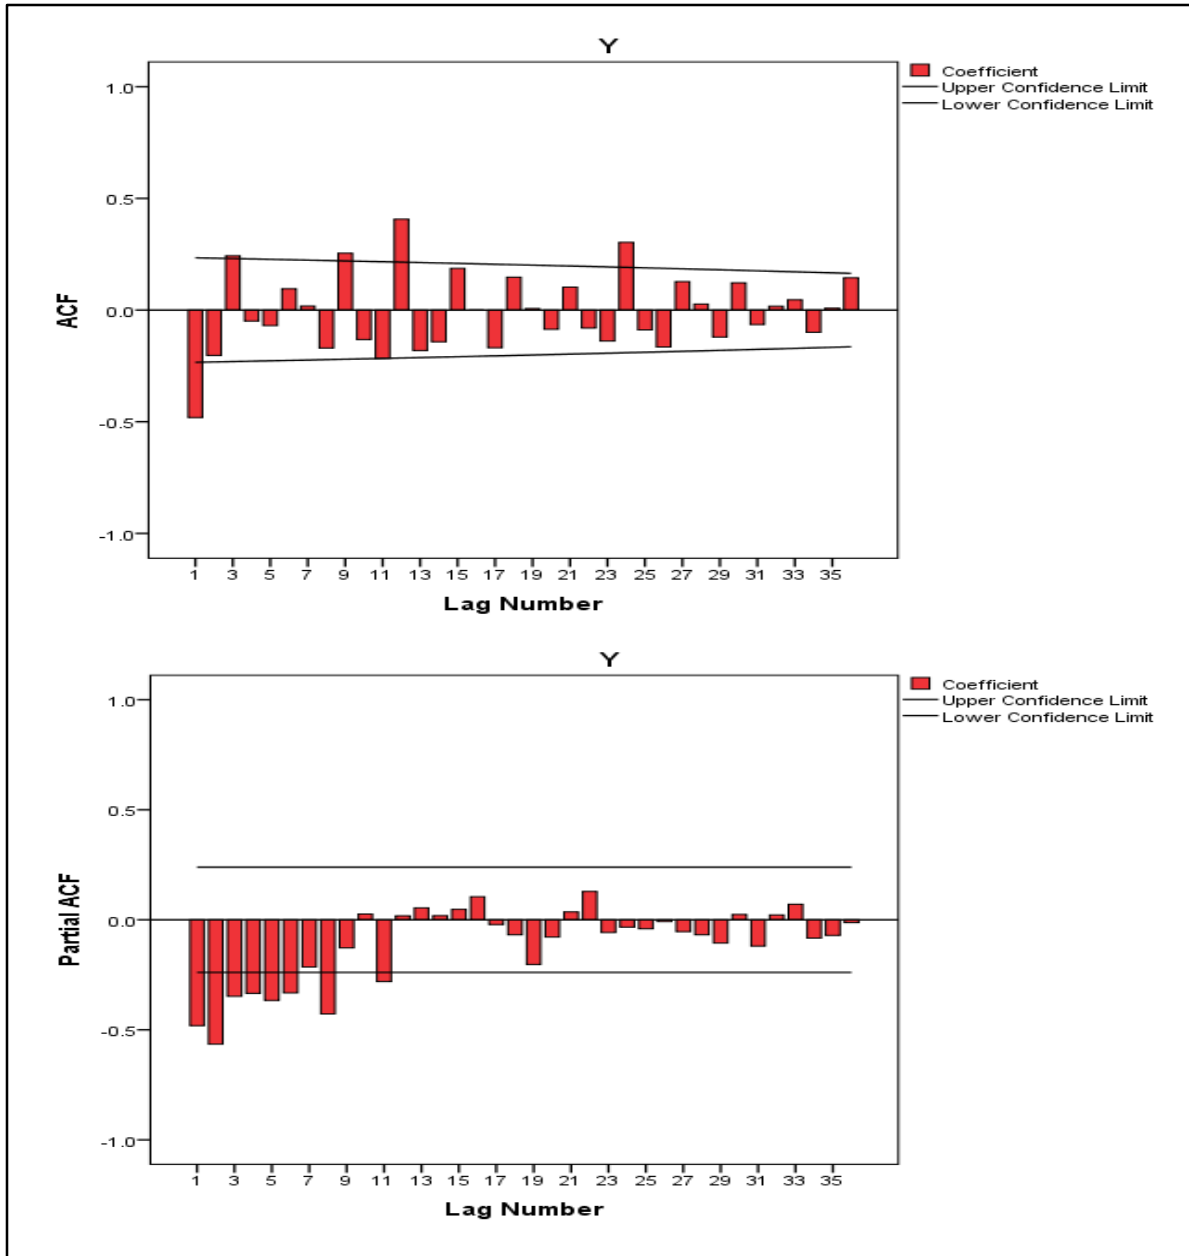 Y
Coefficient
Upper Confidence Limit
Lower Confidence Limit
1.0
0.5
0.0
-0.5
-1.0
ACF
1 3 5 7 9 11 13 15 17 19 21 23 25 27 29 31 33 35
Lag Number
Y
Coefficient
Upper Confidence Limit
Lower Confidence Limit
1.0
0.5
0.0
-0.5
-1.0
Partial ACF
1 3 5 7 9 11 13 15 17 19 21 23 25 27 29 31 33 35
Lag Number